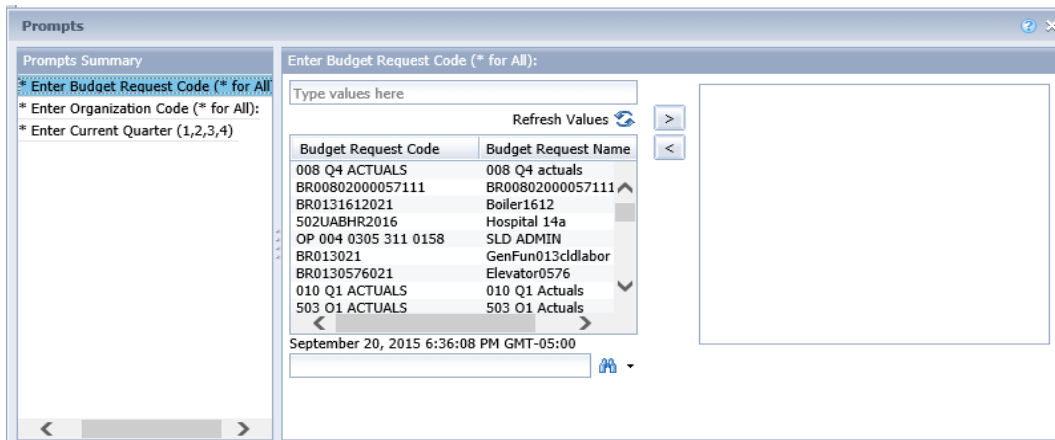 Prompts
Prompts Summary
* Enter Budget Request Code (* for All
* Enter Organization Code (* for All):
* Enter Current Quarter (1,2,3,4)
Enter Budget Request Code (* for All):
Type values here
Refresh Values
Budget Request Code Budget Request Name
008 Q4 ACTUALS 008 Q4 actuals
BR00802000057111 BR00802000057111
BR0131612021 Boiler1612
502UABHR2016 Hospital 14a
OP 004 0305 311 0158 SLD ADMIN
BR013021 GenFun013cldlabor
BR0130576021 Elevator0576
010 Q1 ACTUALS 010 Q1 Actuals
503 Q1 ACTUALS 503 Q1 Actuals
September 20, 2015 6:36:08 PM GMT-05:00
>
<